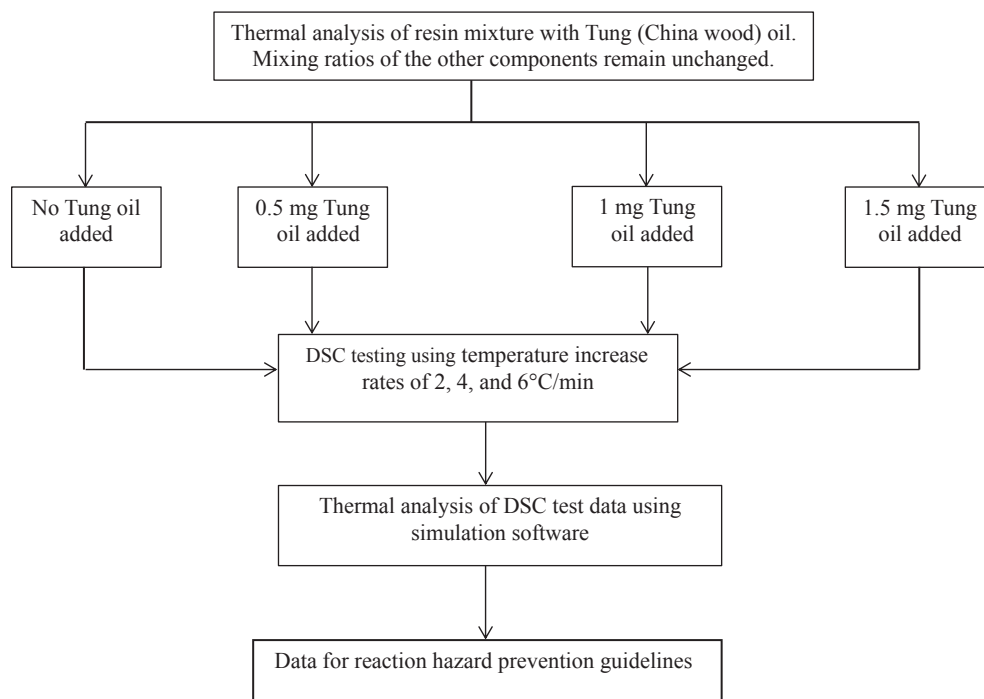 Thermal analysis of resin mixture with Tung (China wood) oil.
Mixing ratios of the other components remain unchanged.
No Tung oil
added
0.5 mg Tung
oil added
1 mg Tung
oil added
1.5 mg Tung
oil added
DSC testing using temperature increase
rates of 2, 4, and 6°C/min
Thermal analysis of DSC test data using
simulation software
Data for reaction hazard prevention guidelines